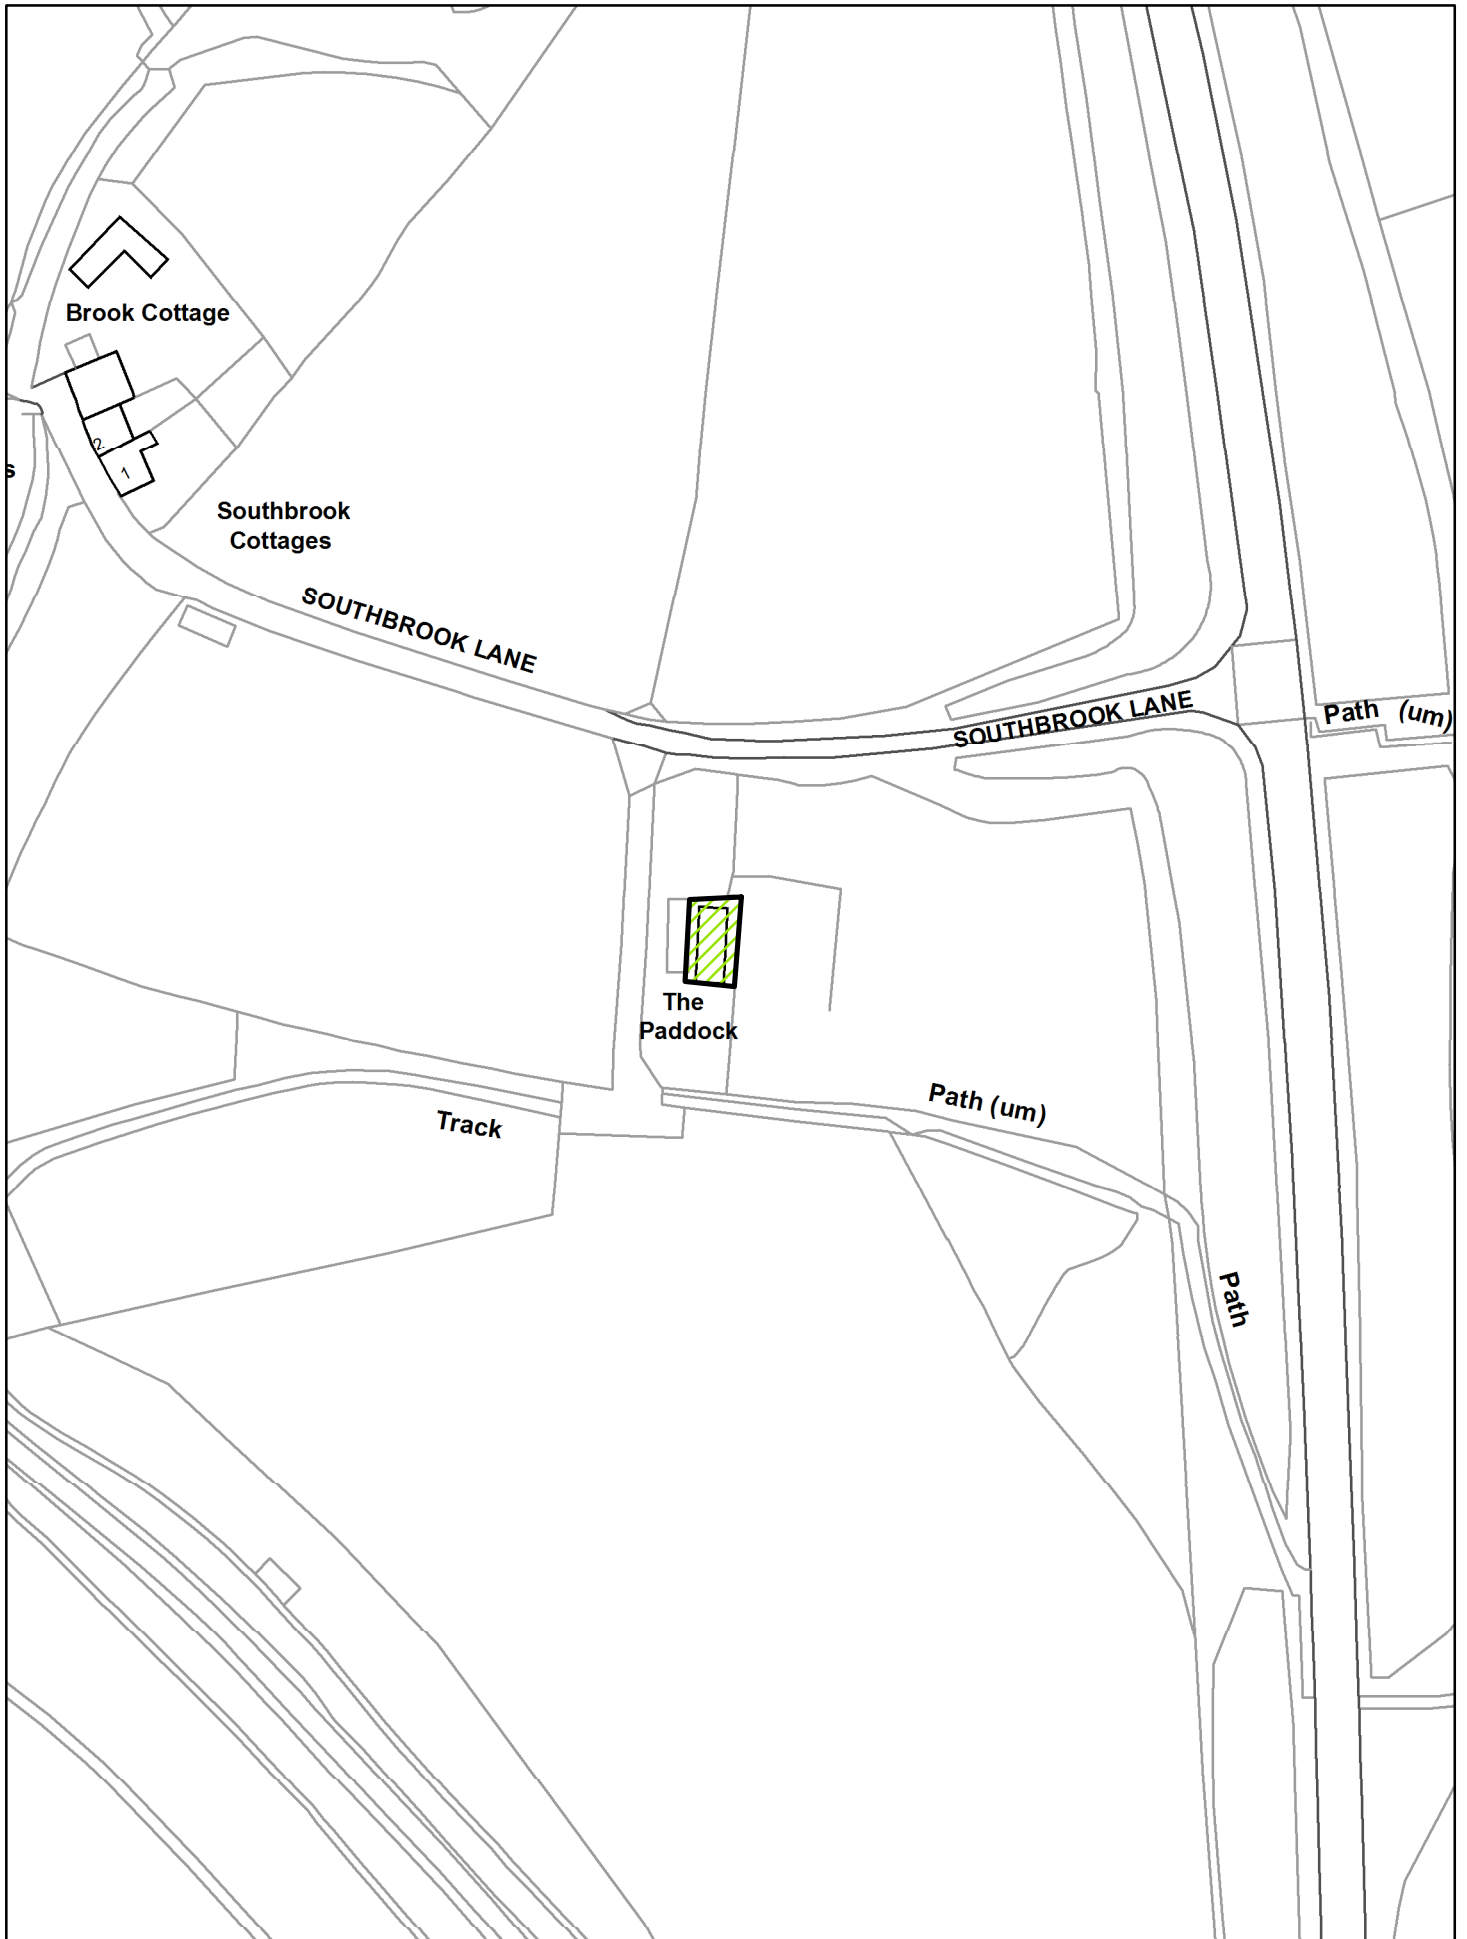 Brook Cottage
2
1
s
Southbrook
Cottages
SOUTHBROOK LANE
SOUTHBROOK LANE
Path (um)
The
Paddock
Path (um)
Track
Path